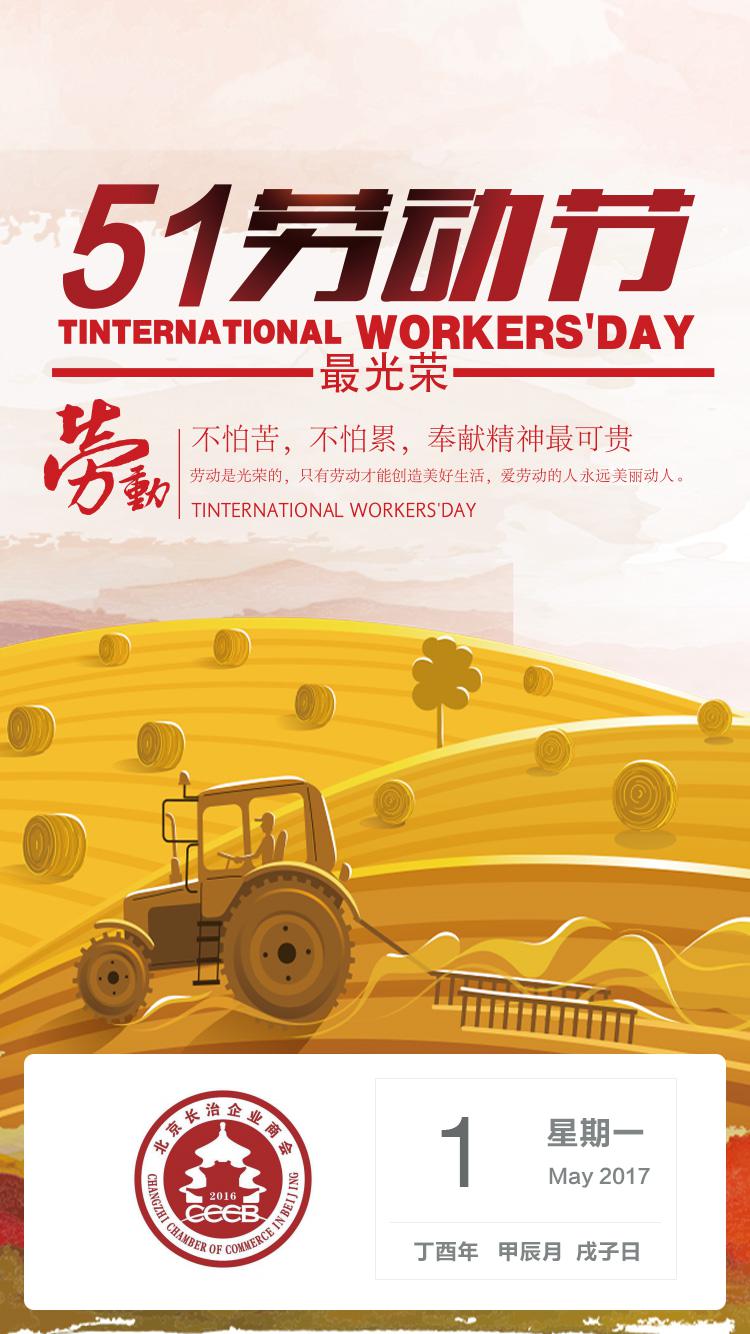 51劳动节
TINTERNATIONAL WORKERS'DAY
最光荣
勞動
不怕苦，不怕累，奉献精神最可贵
劳动是光荣的，只有劳动才能创造美好生活，爱劳动的人永远美丽动人。
TINTERNATIONAL WORKERS'DAY
北京长治企业商会
2016
CCCB
CHANGZHI CHAMBER OF COMMERCE IN BEIJING
1
星期一
May 2017
丁酉年 甲辰月 戌子日